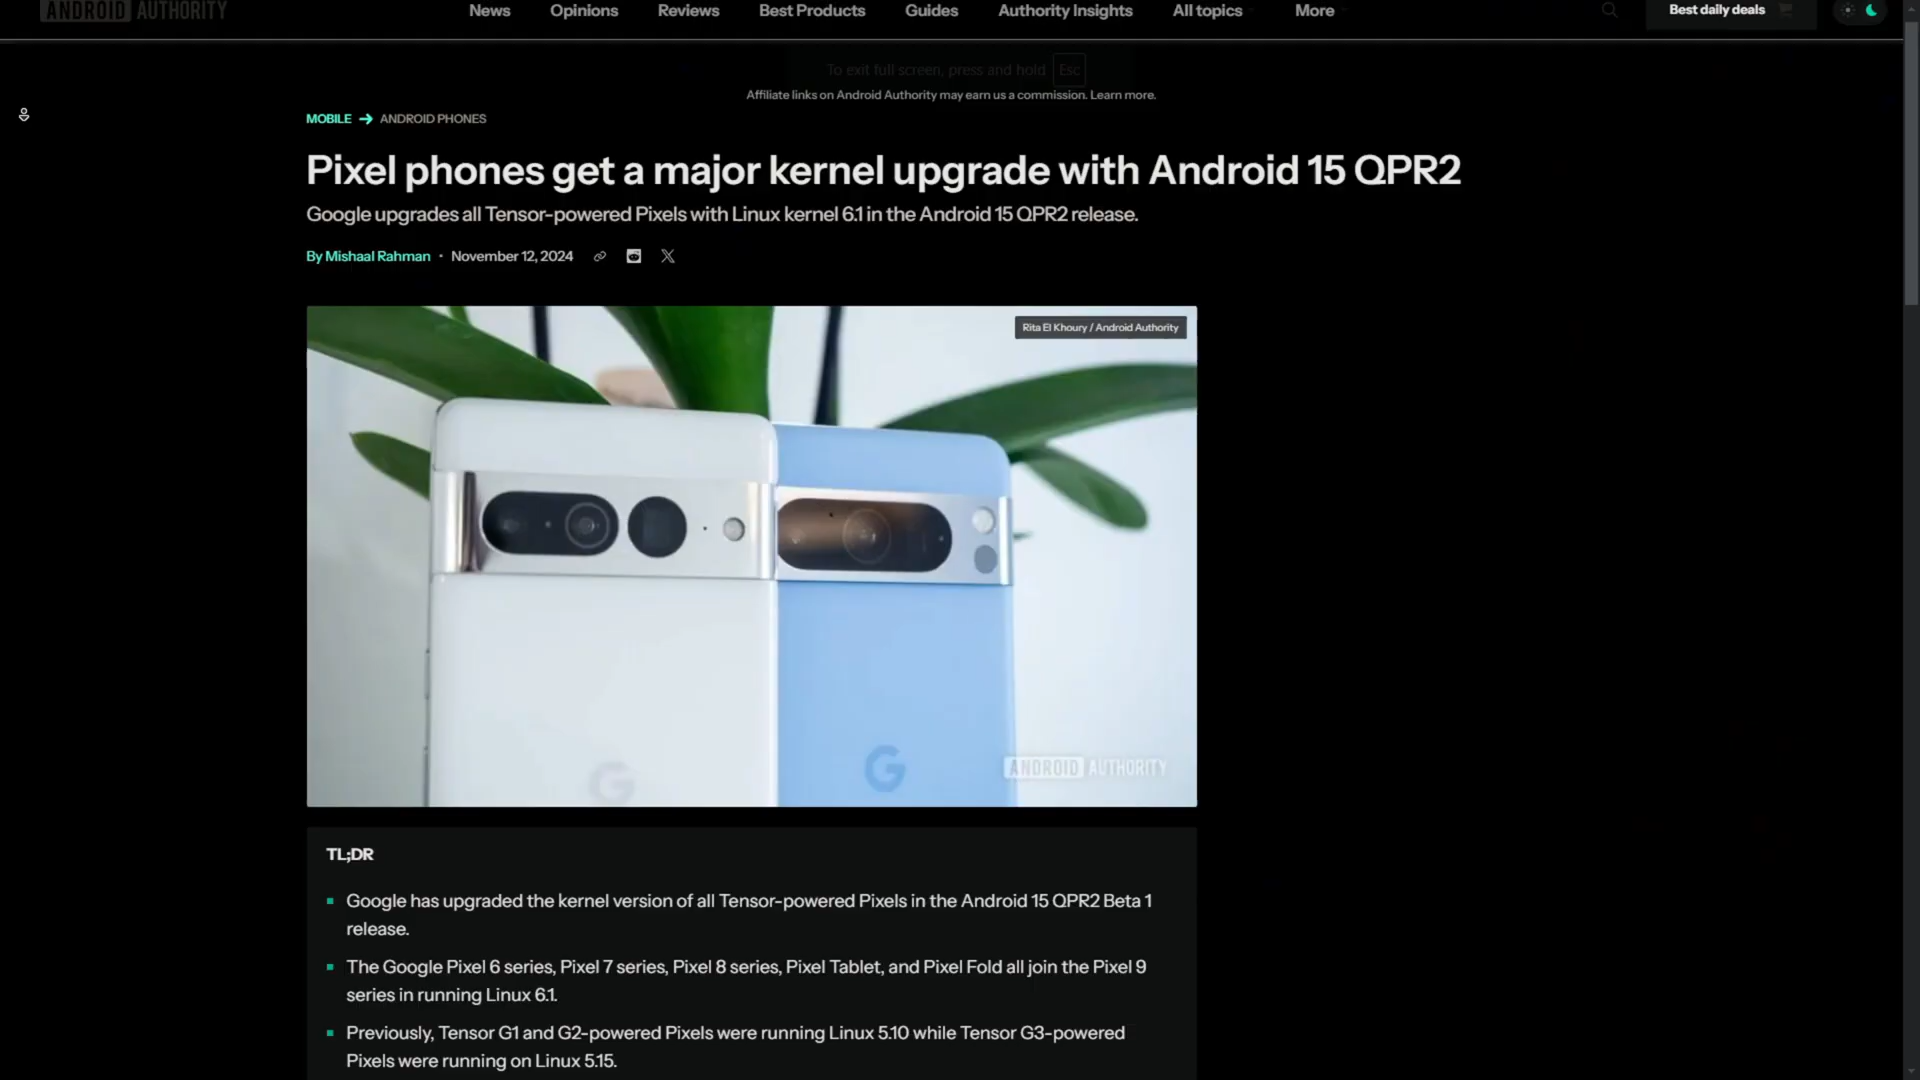 ANDROID AUTHORITY
News Opinions Reviews Best Products Guides Authority Insights All topics More Best daily deals
To exit full screen, press and hold Esc
Affiliate links on Android Authority may earn us a commission. Learn more.
MOBILE → ANDROID PHONES
Pixel phones get a major kernel upgrade with Android 15 QPR2
Google upgrades all Tensor-powered Pixels with Linux kernel 6.1 in the Android 15 QPR2 release.
By Mishaal Rahman • November 12, 2024
Rita El Khoury / Android Authority
G G
ANDROID AUTHORITY
TL;DR
Google has upgraded the kernel version of all Tensor-powered Pixels in the Android 15 QPR2 Beta 1
release.
The Google Pixel 6 series, Pixel 7 series, Pixel 8 series, Pixel Tablet, and Pixel Fold all join the Pixel 9
series in running Linux 6.1.
Previously, Tensor G1 and G2-powered Pixels were running Linux 5.10 while Tensor G3-powered
Pixels were running on Linux 5.15.